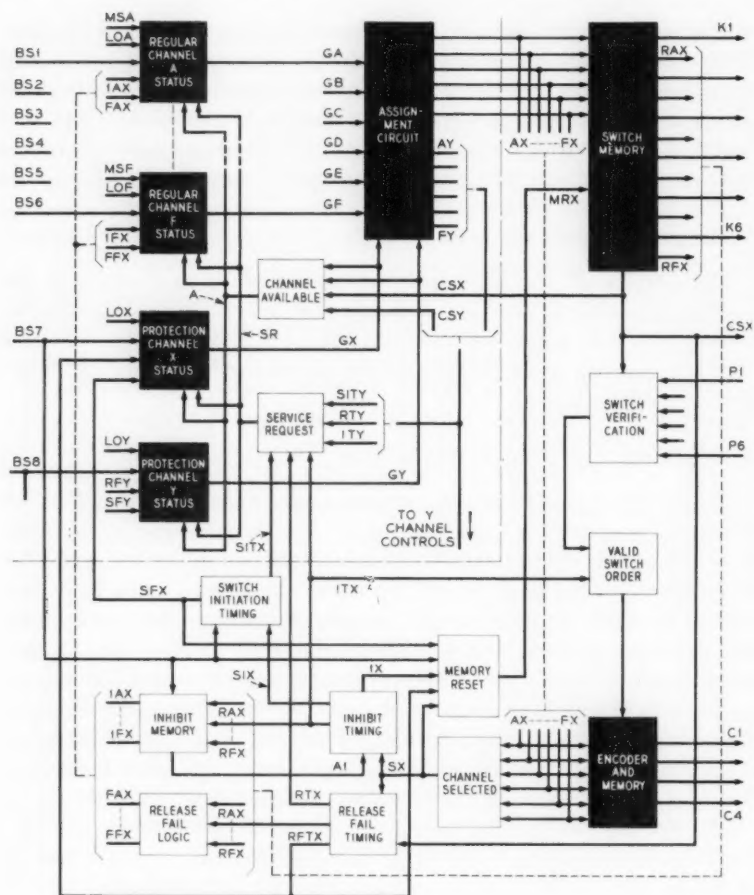 MSA
LOA
BS1
BS2
IAX
BS3
FAX
BS4
BS5
MSF
LOF
BS6
IFX
FFX
REGULAR
CHANNEL
A
STATUS
REGULAR
CHANNEL
F
STATUS
GA
GB
GC
GD
GE
GF
ASSIGN-
MENT
CIRCUIT
AY
FY
AX
FX
MRX
SWITCH
MEMORY
K1
RAX
K6
RFX
A
SR
CHANNEL
AVAILABLE
CSX
CSY
CSX
LOX
BS7
PROTECTION
CHANNEL
X
STATUS
GX
SERVICE
REQUEST
SITY
RTY
ITY
SWITCH
VERIFI-
CATION
P1
P6
LOY
BS8
RFY
SFY
PROTECTION
CHANNEL
Y
STATUS
GY
SITX
TO Y
CHANNEL
CONTROLS
VALID
SWITCH
ORDER
SFX
SWITCH
INITIATION
TIMING
ITX
SIX
IX
MEMORY
RESET
IAX
IFX
INHIBIT
MEMORY
RAX
RFX
INHIBIT
TIMING
AI
SX
AX
FX
CHANNEL
SELECTED
ENCODER
AND
MEMORY
C1
C4
FAX
FFX
RELEASE
FAIL
LOGIC
RAX
RFX
RTX
RFTX
RELEASE
FAIL
TIMING